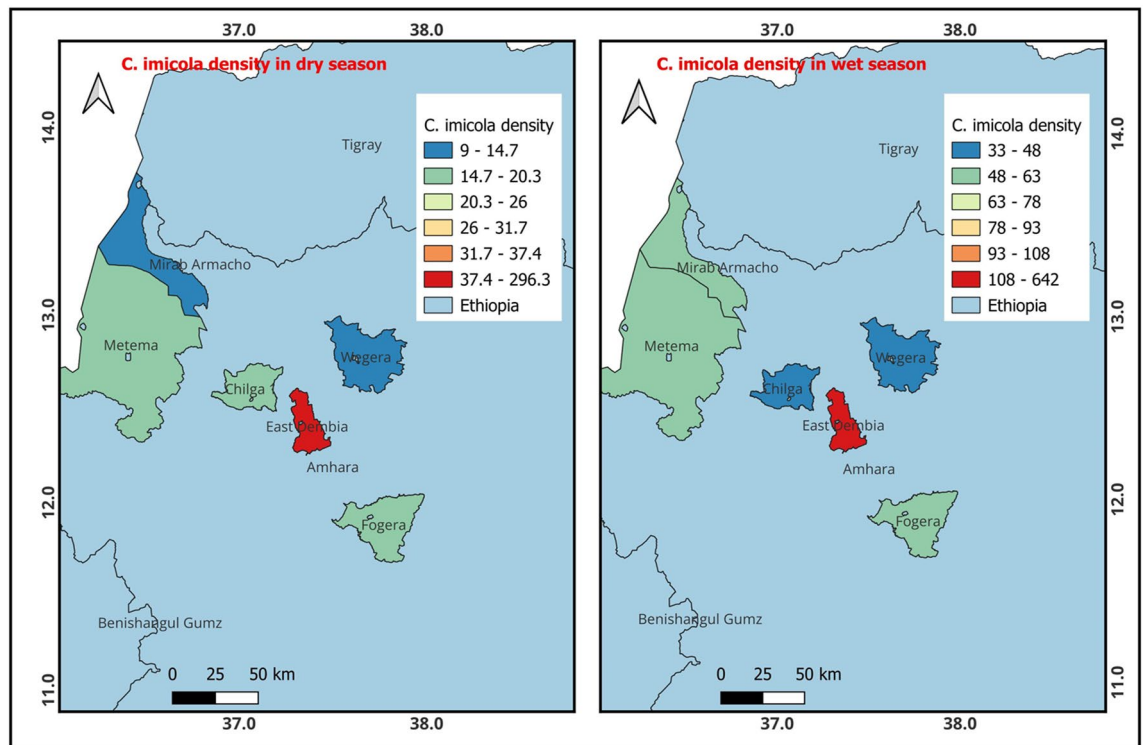 37.0
38.0
C. imicola density in dry season
C. imicola density
9 - 14.7
14.7 - 20.3
20.3 - 26
26 - 31.7
31.7 - 37.4
37.4 - 296.3
Ethiopia
14.0
13.0
12.0
11.0
Tigray
Mirab Armacho
Metema
Wegera
Chilga
East Dembia
Amhara
Fogera
Benishangul Gumz
0 25 50 km
37.0
38.0
37.0
38.0
C. imicola density in wet season
C. imicola density
33 - 48
48 - 63
63 - 78
78 - 93
93 - 108
108 - 642
Ethiopia
14.0
13.0
12.0
11.0
Tigray
Mirab Armacho
Metema
Wegera
Chilga
East Dembia
Amhara
Fogera
Benishangul Gumz
0 25 50 km
37.0
38.0